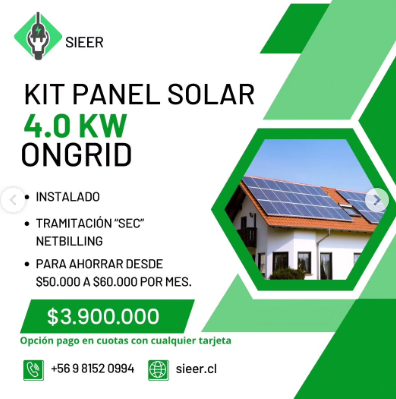 SIEER
KIT PANEL SOLAR
4.0 KW
ONGRID
• INSTALADO
• TRAMITACIÓN “SEC”
NETBILLING
• PARA AHORRAR DESDE
$50.000 A $60.000 POR MES.
$3.900.000
Opción pago en cuotas con cualquier tarjeta
+56 9 8152 0994
sieer.cl